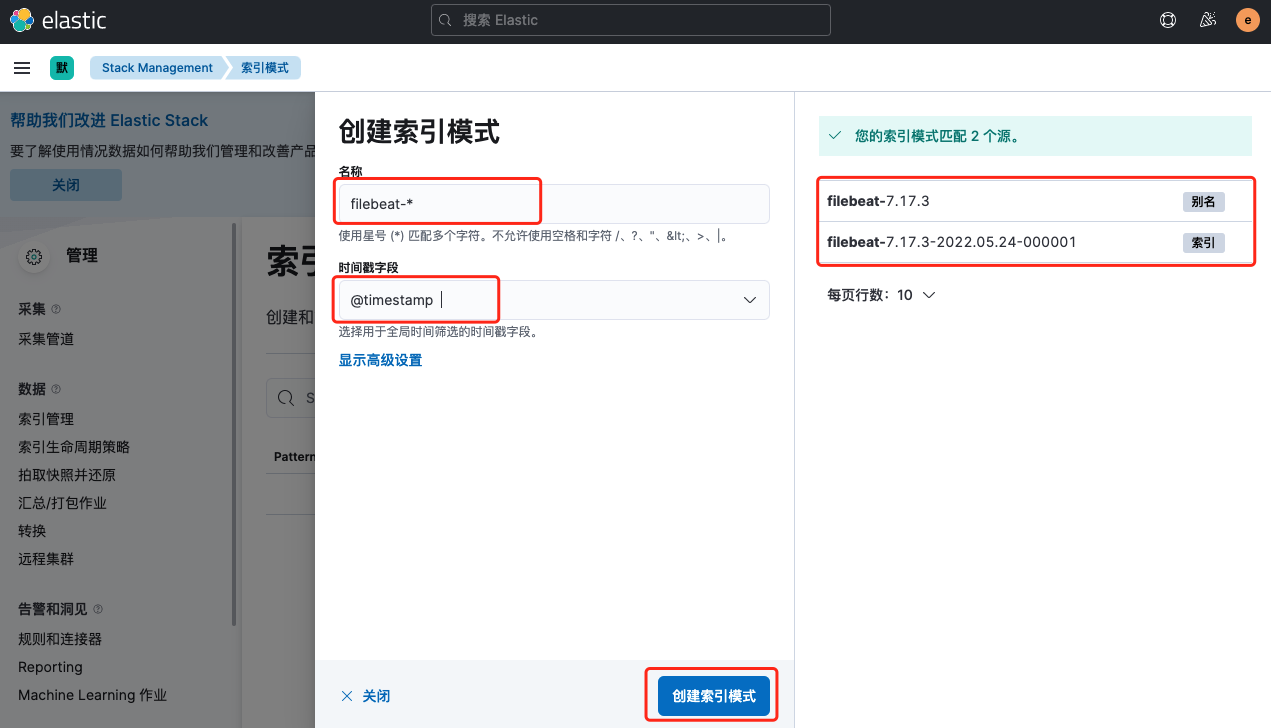 elastic
搜索 Elastic
e
默
Stack Management
索引模式
帮助我们改进 Elastic Stack
要了解使用情况数据如何帮助我们管理和改善产品
关闭
管理
采集
采集管道
数据
索引管理
索引生命周期策略
拍取快照并还原
汇总/打包作业
转换
远程集群
告警和洞见
规则和连接器
Reporting
Machine Learning 作业
索引
创建和
S
Pattern
创建索引模式
名称
filebeat-*
使用星号 (*) 匹配多个字符。不允许使用空格和字符 /、?、"、&lt;、>、|。
时间戳字段
@timestamp
选择用于全局时间筛选的时间戳字段。
显示高级设置
关闭
创建索引模式
您的索引模式匹配 2 个源。
filebeat-7.17.3 别名
filebeat-7.17.3-2022.05.24-000001 索引
每页行数: 10